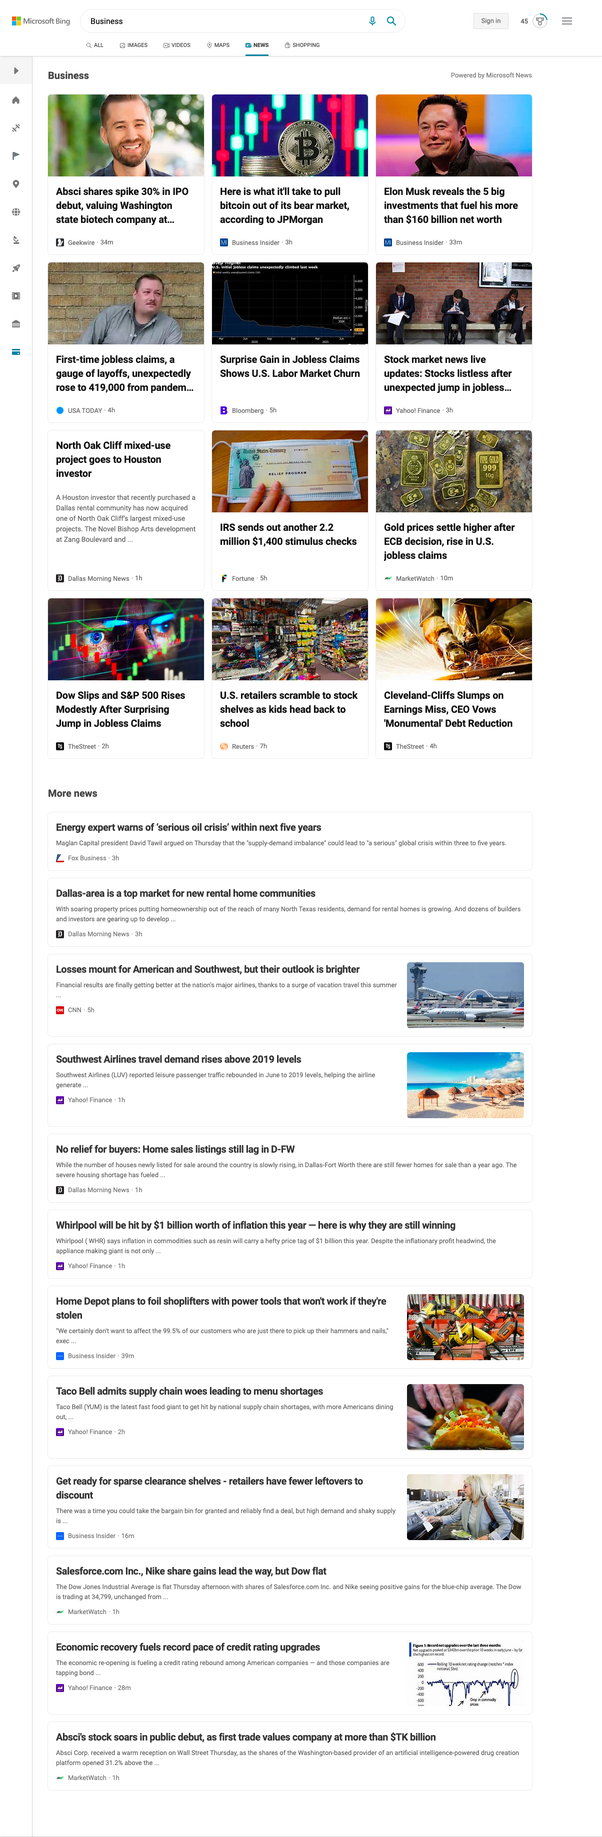 Microsoft Bing
Business
Sign in
45
ALL
IMAGES
VIDEOS
MAPS
NEWS
SHOPPING
Business
Powered by Microsoft News
Absci shares spike 30% in IPO
debut, valuing Washington
state biotech company at...
Geekwire · 34m
Here is what it'll take to pull
bitcoin out of its bear market,
according to JPMorgan
Business Insider · 3h
Elon Musk reveals the 5 big
investments that fuel his more
than $160 billion net worth
Business Insider · 33m
First-time jobless claims, a
gauge of layoffs, unexpectedly
rose to 419,000 from pandem...
USA TODAY · 4h
U.S. initial jobless claims unexpectedly climbed last week
Surprise Gain in Jobless Claims
Shows U.S. Labor Market Churn
Bloomberg · 5h
Stock market news live
updates: Stocks listless after
unexpected jump in jobless...
Yahoo! Finance · 3h
North Oak Cliff mixed-use
project goes to Houston
investor
A Houston investor that recently purchased a
Dallas rental community has now acquired
one of North Oak Cliff's largest mixed-use
projects. The Novel Bishop Arts development
at Zang Boulevard and ...
Dallas Morning News · 1h
IRS sends out another 2.2
million $1,400 stimulus checks
Fortune · 5h
FINE GOLD
999
10g
Gold prices settle higher after
ECB decision, rise in U.S.
jobless claims
MarketWatch · 10m
Dow Slips and S&P 500 Rises
Modestly After Surprising
Jump in Jobless Claims
TheStreet · 2h
U.S. retailers scramble to stock
shelves as kids head back to
school
Reuters · 7h
Cleveland-Cliffs Slumps on
Earnings Miss, CEO Vows
'Monumental' Debt Reduction
TheStreet · 4h
More news
Energy expert warns of 'serious oil crisis' within next five years
Maglan Capital president David Tawil argued on Thursday that the "supply-demand imbalance" could lead to "a serious" global crisis within three to five years.
Fox Business · 3h
Dallas-area is a top market for new rental home communities
With soaring property prices putting homeownership out of the reach of many North Texas residents, demand for rental homes is growing. And dozens of builders
and investors are gearing up to develop ...
Dallas Morning News · 3h
Losses mount for American and Southwest, but their outlook is brighter
Financial results are finally getting better at the nation's major airlines, thanks to a surge of vacation travel this summer
...
CNN · 5h
Southwest Airlines travel demand rises above 2019 levels
Southwest Airlines (LUV) reported leisure passenger traffic rebounded in June to 2019 levels, helping the airline
generate ...
Yahoo! Finance · 1h
No relief for buyers: Home sales listings still lag in D-FW
While the number of houses newly listed for sale around the country is slowly rising, in Dallas-Fort Worth there are still fewer homes for sale than a year ago. The
severe housing shortage has fueled ...
Dallas Morning News · 1h
Whirlpool will be hit by $1 billion worth of inflation this year — here is why they are still winning
Whirlpool ( WHR) says inflation in commodities such as resin will carry a hefty price tag of $1 billion this year. Despite the inflationary profit headwind, the
appliance making giant is not only ...
Yahoo! Finance · 1h
Home Depot plans to foil shoplifters with power tools that won't work if they're
stolen
"We certainly don't want to affect the 99.5% of our customers who are just there to pick up their hammers and nails,"
exec ...
Business Insider · 39m
Taco Bell admits supply chain woes leading to menu shortages
Taco Bell (YUM) is the latest fast food giant to get hit by national supply chain shortages, with more Americans dining
out, ...
Yahoo! Finance · 2h
Get ready for sparse clearance shelves - retailers have fewer leftovers to
discount
There was a time you could take the bargain bin for granted and reliably find a deal, but high demand and shaky supply
is ...
Business Insider · 16m
Salesforce.com Inc., Nike share gains lead the way, but Dow flat
The Dow Jones Industrial Average is flat Thursday afternoon with shares of Salesforce.com Inc. and Nike seeing positive gains for the blue-chip average. The Dow
is trading at 34,799, unchanged from ...
MarketWatch · 1h
Economic recovery fuels record pace of credit rating upgrades
The economic re-opening is fueling a credit rating rebound among American companies — and those companies are
tapping bond ...
Yahoo! Finance · 28m
Absci's stock soars in public debut, as first trade values company at more than $TK billion
Absci Corp. received a warm reception on Wall Street Thursday, as the shares of the Washington-based provider of an artificial intelligence-powered drug creation
platform opened 31.2% above the ...
MarketWatch · 1h